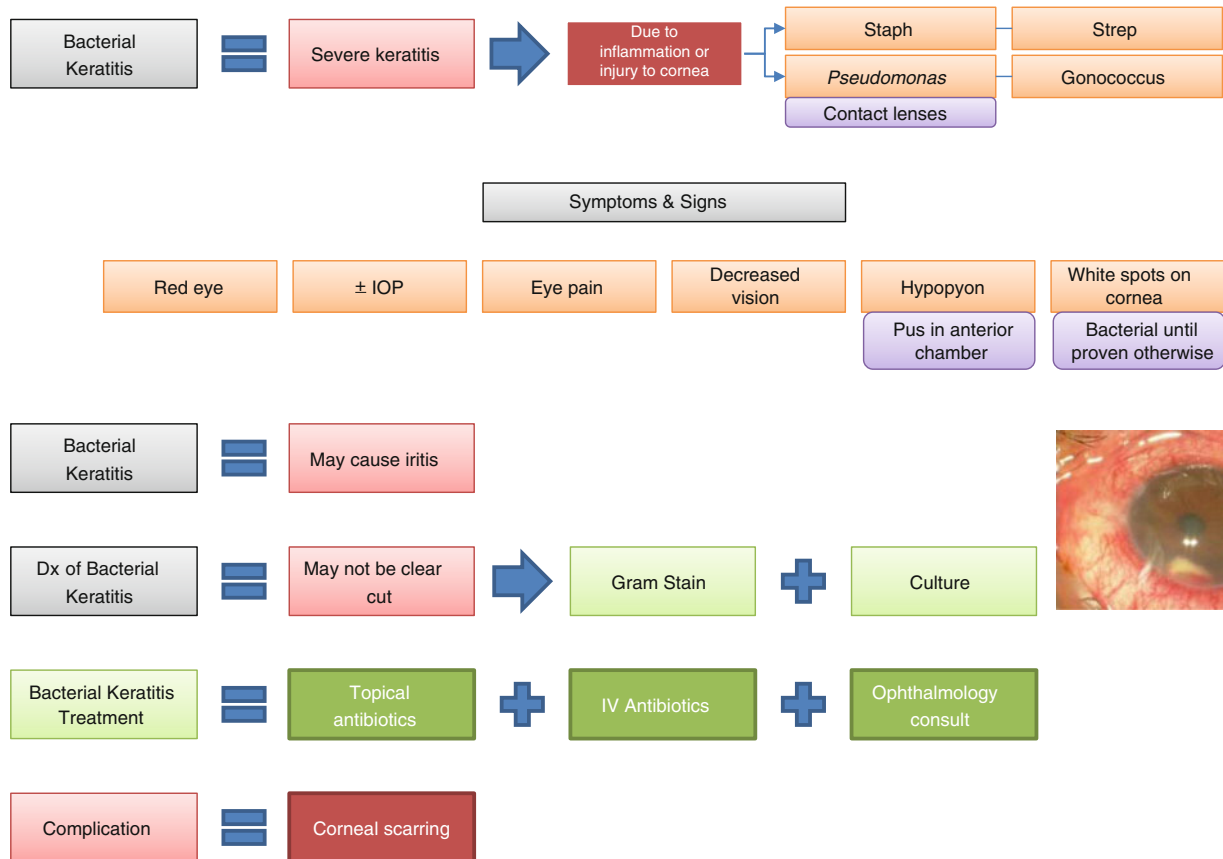 Bacterial
Keratitis
Severe keratitis
Due to
inflammation or
injury to cornea
Staph
Strep
Pseudomonas
Gonococcus
Contact lenses
Symptoms & Signs
Red eye
± IOP
Eye pain
Decreased
vision
Hypopyon
White spots on
cornea
Pus in anterior
chamber
Bacterial until
proven otherwise
Bacterial
Keratitis
May cause iritis
Dx of Bacterial
Keratitis
May not be clear
cut
Gram Stain
Culture
Bacterial Keratitis
Treatment
Topical
antibiotics
IV Antibiotics
Ophthalmology
consult
Complication
Corneal scarring